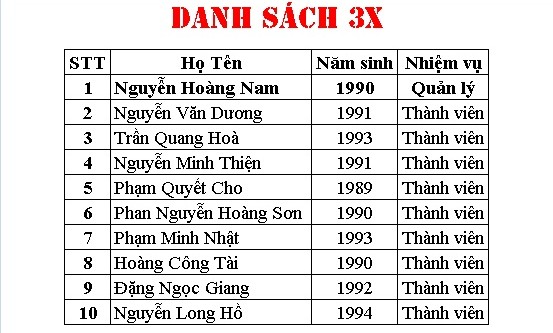 DANH SÁCH 3X
STT Họ Tên Năm sinh Nhiệm vụ
1 Nguyễn Hoàng Nam 1990 Quản lý
2 Nguyễn Văn Dương 1991 Thành viên
3 Trần Quang Hoà 1993 Thành viên
4 Nguyễn Minh Thiện 1991 Thành viên
5 Phạm Quyết Cho 1989 Thành viên
6 Phan Nguyễn Hoàng Sơn 1990 Thành viên
7 Phạm Minh Nhật 1993 Thành viên
8 Hoàng Công Tài 1990 Thành viên
9 Đặng Ngọc Giang 1992 Thành viên
10 Nguyễn Long Hồ 1994 Thành viên